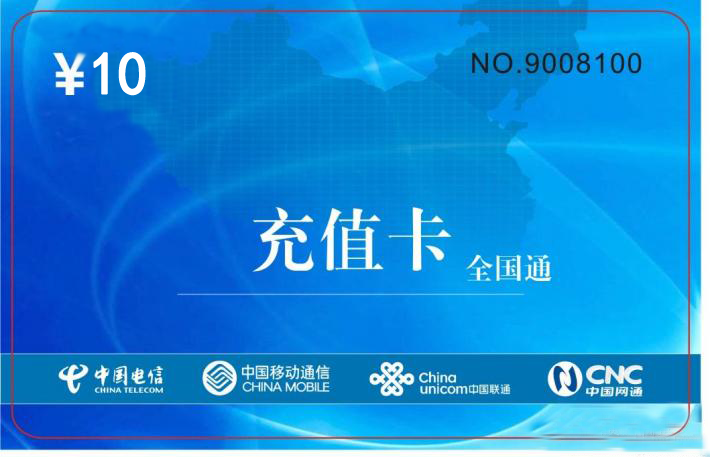 ¥10
NO.9008100
充值卡
全国通
中国电信
CHINA TELECOM
中国移动通信
CHINA MOBILE
China
unicom中国联通
CNC
中国网通